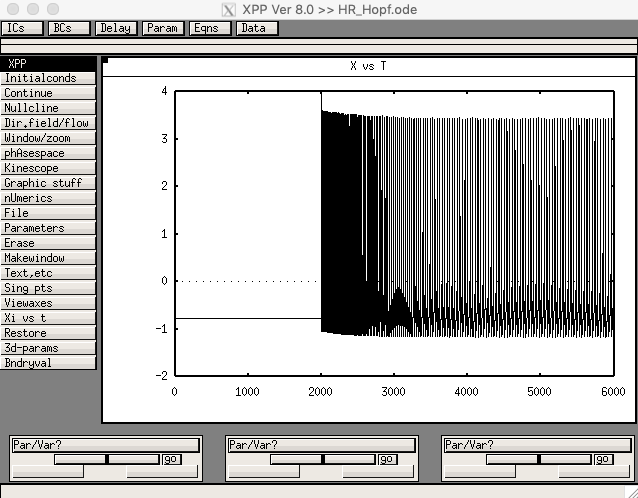 XPP Ver 8.0 >> HR_Hopf.ode
ICs BCs Delay Param Eqns Data
XPP
Initialconds
Continue
Nullcline
Dir.field/flow
Window/zoom
phAsespace
Kinescope
Graphic stuff
nUmerics
File
Parameters
Erase
Makewindow
Text,etc
Sing pts
Viewaxes
Xi vs t
Restore
3d-params
Bndryval
X vs T
4
3
2
1
0
-1
-2
0 1000 2000 3000 4000 5000 6000
Par/Var? Par/Var? Par/Var?
go go go